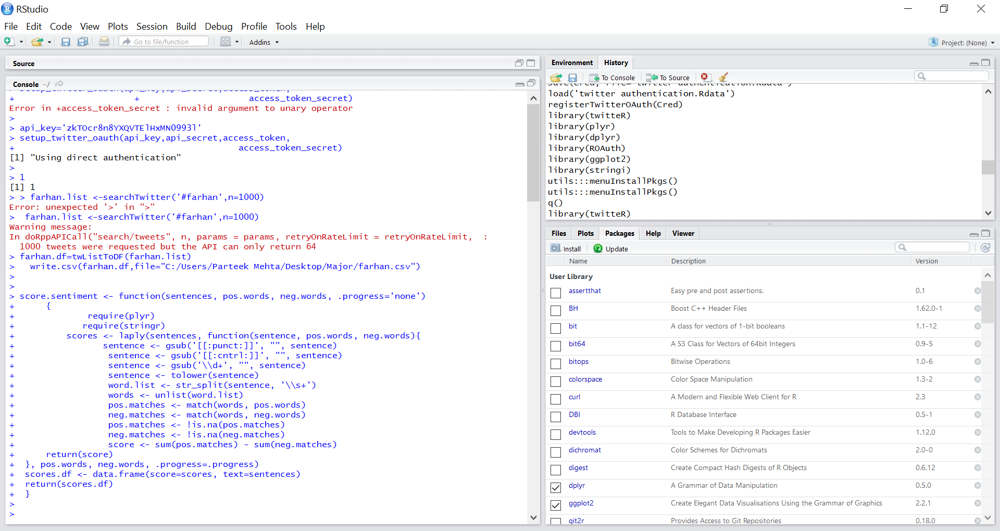 RStudio
File Edit Code View Plots Session Build Debug Profile Tools Help
Go to file/function Addins Project: (None)
Source
Console ~/
setup_twitter_oauth(api_key,api_secret,access_token,
+                        +                     access_token_secret)
Error in +access_token_secret : invalid argument to unary operator
>
> api_key='zkTOcr8n8YXQVTElHxMN0993l'
> setup_twitter_oauth(api_key,api_secret,access_token,
+                                           access_token_secret)
[1] "Using direct authentication"
>
> 1
[1] 1
> > farhan.list <-searchTwitter('#farhan',n=1000)
Error: unexpected '>' in ">"
>  farhan.list <-searchTwitter('#farhan',n=1000)
Warning message:
In doRppAPICall("search/tweets", n, params = params, retryOnRateLimit = retryOnRateLimit,  :
  1000 tweets were requested but the API can only return 64
> farhan.df=twListToDF(farhan.list)
>   write.csv(farhan.df,file="C:/Users/Parteek Mehta/Desktop/Major/farhan.csv")
>
>
> score.sentiment <- function(sentences, pos.words, neg.words, .progress='none')
+      {
+              require(plyr)
+             require(stringr)
+          scores <- laply(sentences, function(sentence, pos.words, neg.words){
+                 sentence <- gsub('[[:punct:]]', "", sentence)
+                  sentence <- gsub('[[:cntrl:]]', "", sentence)
+                  sentence <- gsub('\\d+', "", sentence)
+                  sentence <- tolower(sentence)
+                  word.list <- str_split(sentence, '\\s+')
+                  words <- unlist(word.list)
+                  pos.matches <- match(words, pos.words)
+                  neg.matches <- match(words, neg.words)
+                  pos.matches <- !is.na(pos.matches)
+                  neg.matches <- !is.na(neg.matches)
+                  score <- sum(pos.matches) - sum(neg.matches)
+      return(score)
+  }, pos.words, neg.words, .progress=.progress)
+  scores.df <- data.frame(score=scores, text=sentences)
+  return(scores.df)
+  }
>
>
Environment History
To Console To Source
save(Cred, file='twitter authentication.Rdata')
load('twitter authentication.Rdata')
registerTwitterOAuth(Cred)
library(twitteR)
library(plyr)
library(dplyr)
library(ROAuth)
library(ggplot2)
library(stringi)
utils:::menuInstallPkgs()
utils:::menuInstallPkgs()
q()
library(twitteR)
Files Plots Packages Help Viewer
Install Update
Name Description Version
User Library
assertthat Easy pre and post assertions. 0.1
BH Boost C++ Header Files 1.62.0-1
bit A class for vectors of 1-bit booleans 1.1-12
bit64 A S3 Class for Vectors of 64bit Integers 0.9-5
bitops Bitwise Operations 1.0-6
colorspace Color Space Manipulation 1.3-2
curl A Modern and Flexible Web Client for R 2.3
DBI R Database Interface 0.5-1
devtools Tools to Make Developing R Packages Easier 1.12.0
dichromat Color Schemes for Dichromats 2.0-0
digest Create Compact Hash Digests of R Objects 0.6.12
dplyr A Grammar of Data Manipulation 0.5.0
ggplot2 Create Elegant Data Visualisations Using the Grammar of Graphics 2.2.1
git2r Provides Access to Git Repositories 0.18.0